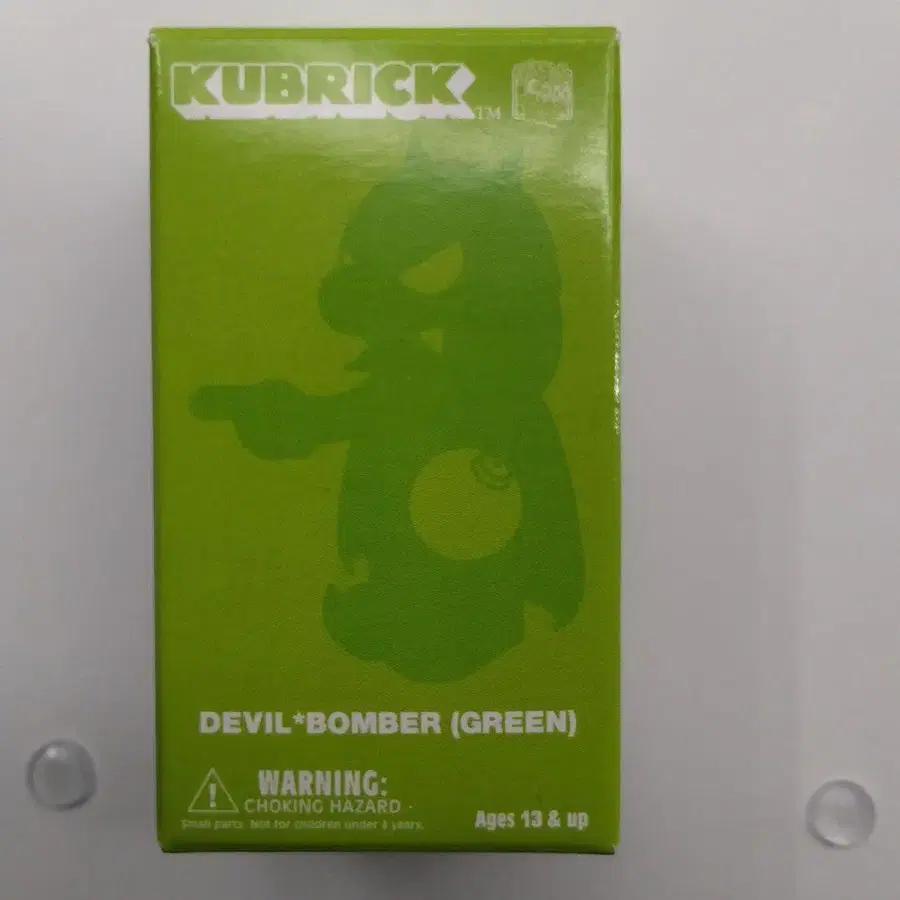 KUBRICK TM
DEVIL*BOMBER (GREEN)
WARNING:
CHOKING HAZARD -
Small parts. Not for children under 3 years.
Ages 13 & up